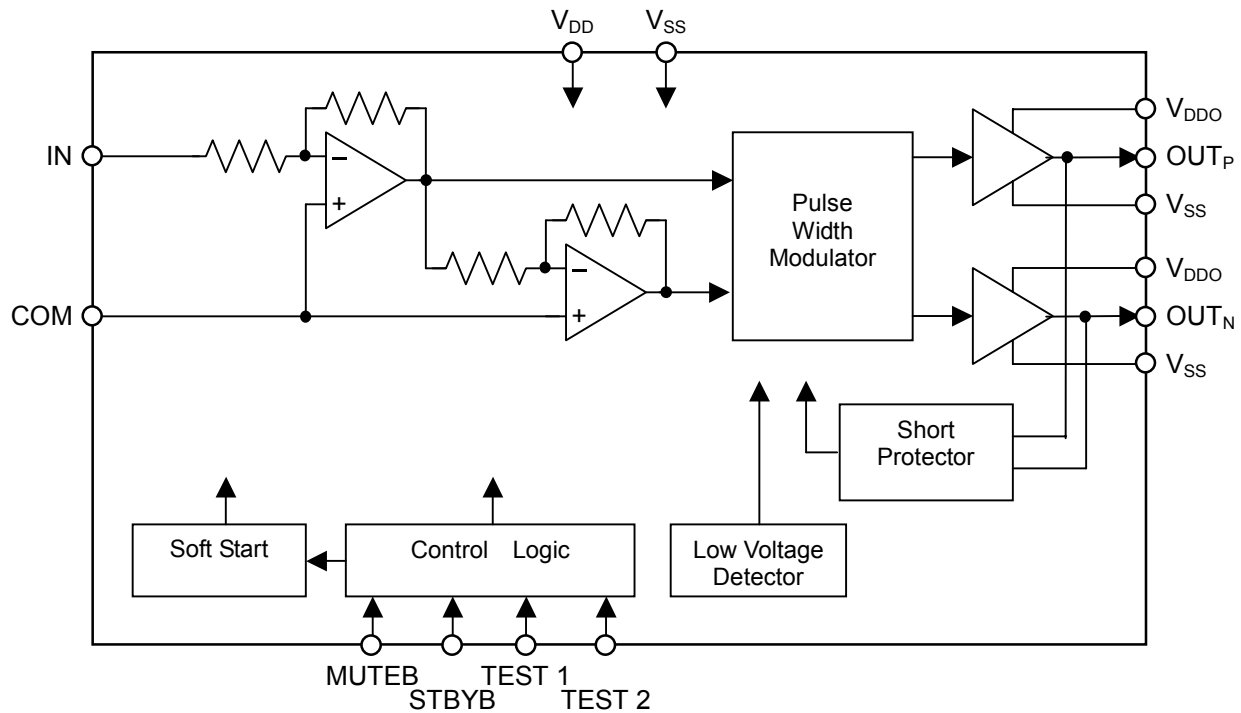 VDD
VSS
IN
COM
−
+
−
+
Pulse
Width
Modulator
VDDO
OUTP
VSS
VDDO
OUTN
VSS
Short
Protector
Soft Start
Control Logic
Low Voltage
Detector
MUTEB
STBYB
TEST 1
TEST 2